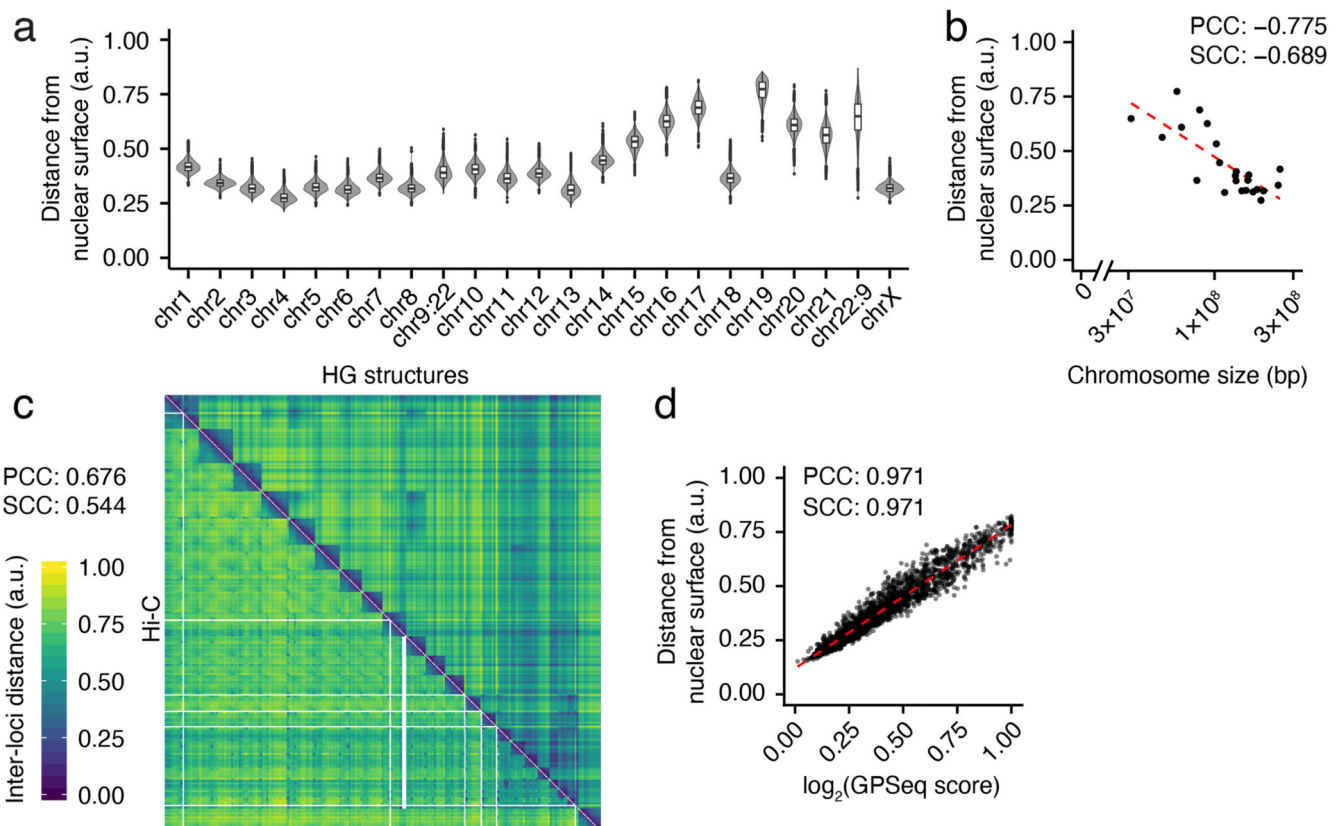 a
Distance from
nuclear surface (a.u.)
1.00
0.75
0.50
0.25
0.00
chr1
chr2
chr3
chr4
chr5
chr6
chr7
chr8
chr9:22
chr10
chr11
chr12
chr13
chr14
chr15
chr16
chr17
chr18
chr19
chr20
chr21
chr22:9
chrX
b
PCC: −0.775
SCC: −0.689
Distance from
nuclear surface (a.u.)
1.00
0.75
0.50
0.25
0.00
0
3×10⁷
1×10⁸
3×10⁸
Chromosome size (bp)
c
HG structures
PCC: 0.676
SCC: 0.544
Hi-C
Inter-loci distance (a.u.)
1.00
0.75
0.50
0.25
0.00
d
PCC: 0.971
SCC: 0.971
Distance from
nuclear surface (a.u.)
1.00
0.75
0.50
0.25
0.00
0.00
0.25
0.50
0.75
1.00
log₂(GPSeq score)